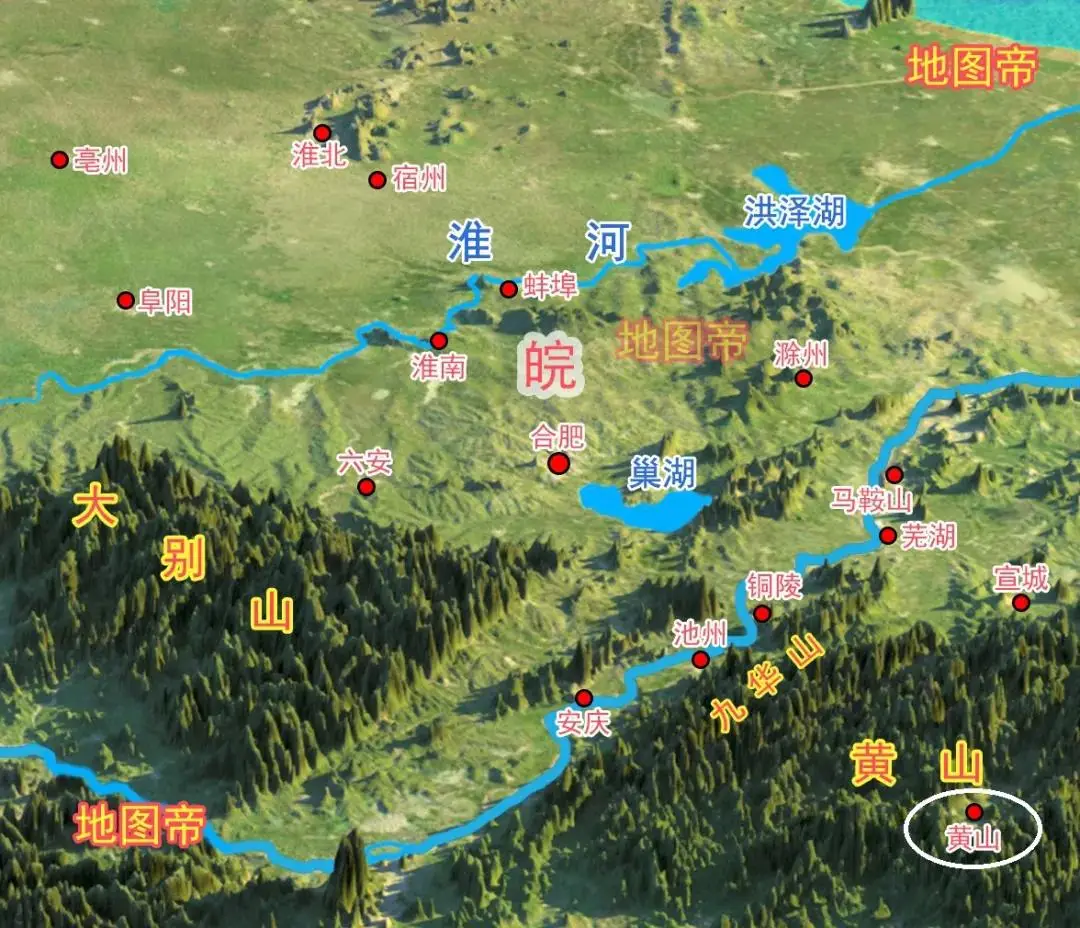 地图帝
淮北
亳州
宿州
洪泽湖
淮河
蚌埠
阜阳
地图帝
滁州
淮南
皖
合肥
六安
巢湖
马鞍山
大别山
芜湖
宣城
铜陵
池州
九华山
安庆
黄山
地图帝
黄山